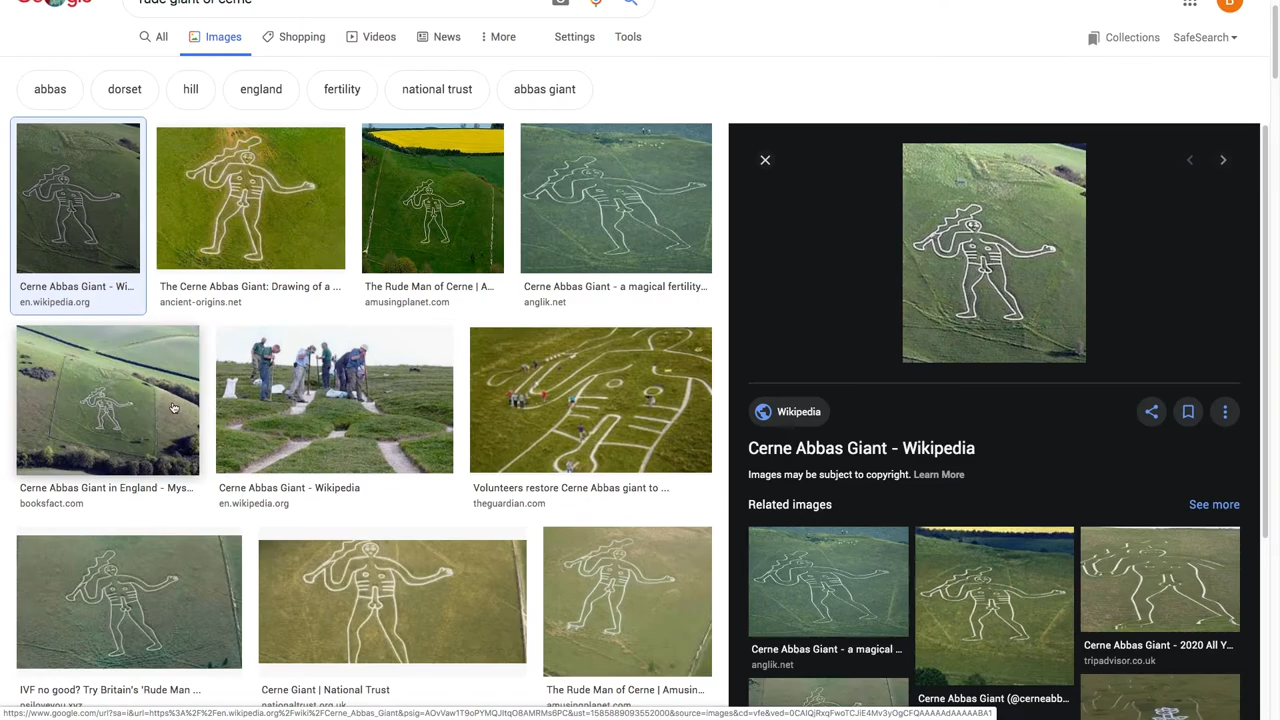 rude giant of cerne
All
Images
Shopping
Videos
News
More
Settings
Tools
Collections
SafeSearch
B
abbas
dorset
hill
england
fertility
national trust
abbas giant
Cerne Abbas Giant - Wi...
en.wikipedia.org
The Cerne Abbas Giant: Drawing of a ...
ancient-origins.net
The Rude Man of Cerne | A...
amusingplanet.com
Cerne Abbas Giant - a magical fertility...
anglik.net
Cerne Abbas Giant in England - Mys...
booksfact.com
Cerne Abbas Giant - Wikipedia
en.wikipedia.org
Volunteers restore Cerne Abbas giant to ...
theguardian.com
IVF no good? Try Britain's 'Rude Man ...
Cerne Giant | National Trust
nationaltrust.org.uk
The Rude Man of Cerne | Amusin...
amusingplanet.com
Wikipedia
Cerne Abbas Giant - Wikipedia
Images may be subject to copyright. Learn More
Related images
See more
Cerne Abbas Giant - a magical ...
anglik.net
Cerne Abbas Giant (@cerneabb...
Cerne Abbas Giant - 2020 All Y...
tripadvisor.co.uk